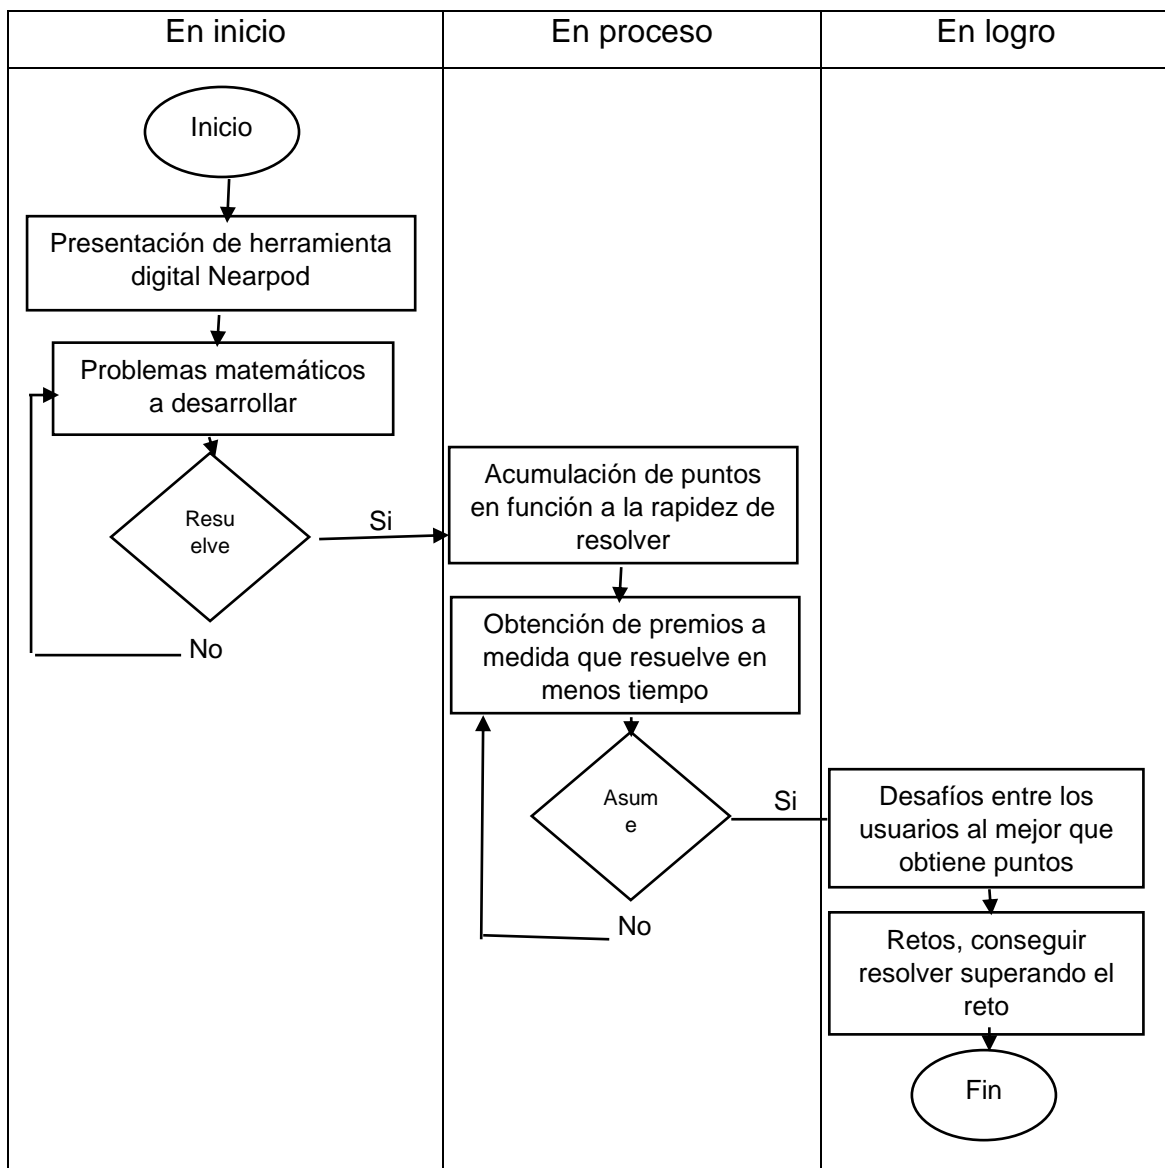 En inicio
En proceso
En logro
Inicio
Presentación de herramienta
digital Nearpod
Problemas matemáticos
a desarrollar
Resu
elve
Si
No
Acumulación de puntos
en función a la rapidez de
resolver
Obtención de premios a
medida que resuelve en
menos tiempo
Asum
e
Si
No
Desafíos entre los
usuarios al mejor que
obtiene puntos
Retos, conseguir
resolver superando el
reto
Fin